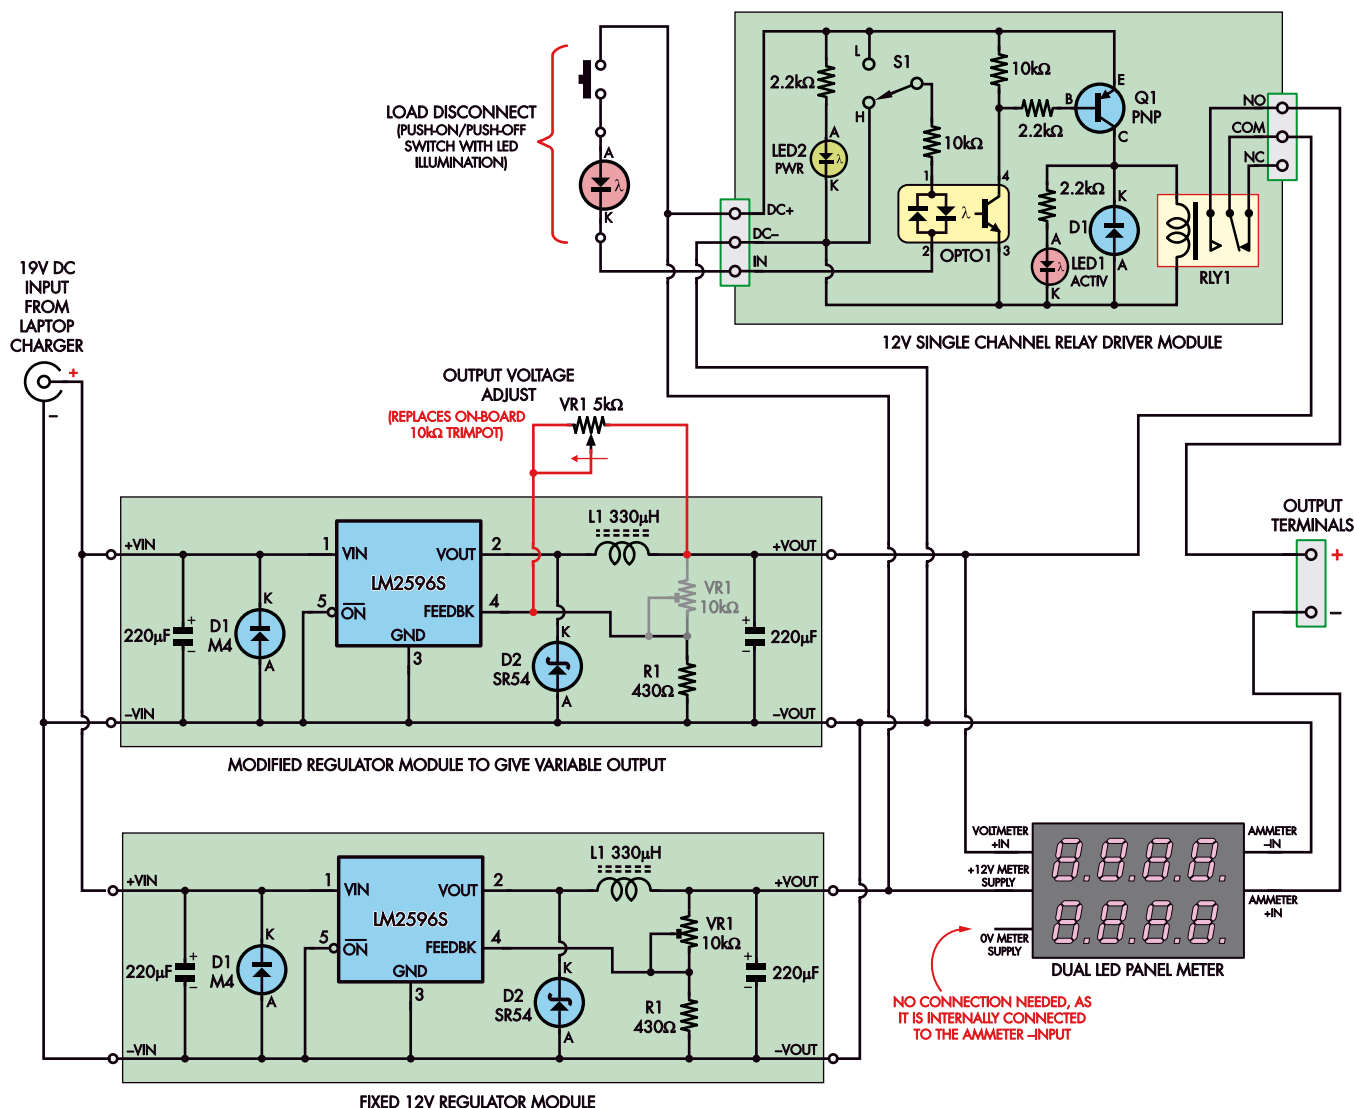 LOAD DISCONNECT
(PUSH-ON/PUSH-OFF
SWITCH WITH LED
ILLUMINATION)
A
λ
K
DC+
DC–
IN
2.2kΩ
LED2
PWR
A
λ
K
L
S1
H
10kΩ
1
2
λ
4
3
OPTO1
10kΩ
2.2kΩ
B
E
C
Q1
PNP
2.2kΩ
A
λ
K
LED1
ACTIV
K
D1
A
RLY1
NO
COM
NC
12V SINGLE CHANNEL RELAY DRIVER MODULE
19V DC
INPUT
FROM
LAPTOP
CHARGER
+
–
OUTPUT VOLTAGE
ADJUST
(REPLACES ON-BOARD
10kΩ TRIMPOT)
VR1 5kΩ
+VIN
220µF
+
–
D1
M4
K
A
1
VIN
VOUT
2
LM2596S
5
ON
FEEDBK
4
GND
3
L1 330µH
K
D2
SR54
A
VR1
10kΩ
R1
430Ω
+
–
220µF
+VOUT
–VIN
–VOUT
MODIFIED REGULATOR MODULE TO GIVE VARIABLE OUTPUT
OUTPUT
TERMINALS
+
–
+VIN
220µF
+
–
D1
M4
K
A
1
VIN
VOUT
2
LM2596S
5
ON
FEEDBK
4
GND
3
L1 330µH
K
D2
SR54
A
VR1
10kΩ
R1
430Ω
+
–
220µF
+VOUT
–VIN
–VOUT
FIXED 12V REGULATOR MODULE
VOLTMETER
+IN
+12V METER
SUPPLY
0V METER
SUPPLY
8.8.8.8.
8.8.8.8.
AMMETER
–IN
AMMETER
+IN
DUAL LED PANEL METER
NO CONNECTION NEEDED, AS
IT IS INTERNALLY CONNECTED
TO THE AMMETER –INPUT